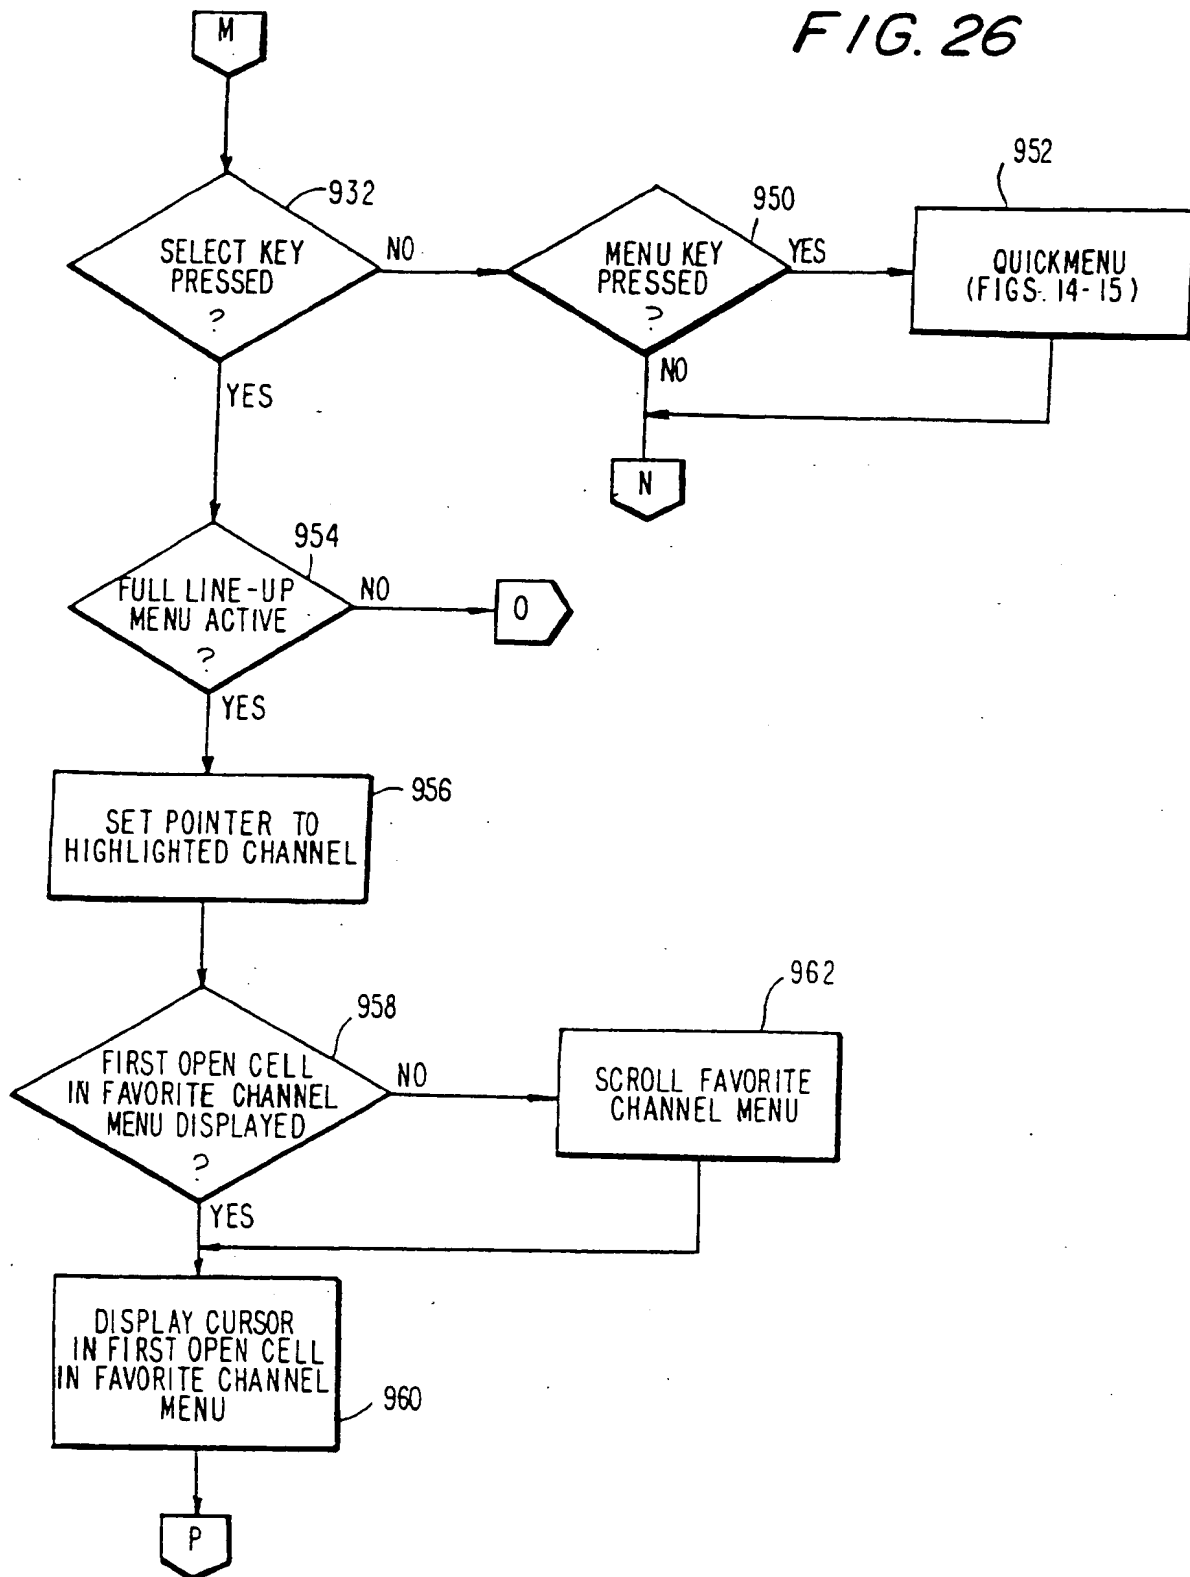 FIG. 26
M
932
SELECT KEY
PRESSED
?
NO
YES
950
MENU KEY
PRESSED
?
YES
NO
952
QUICKMENU
(FIGS. 14-15)
N
954
FULL LINE-UP
MENU ACTIVE
?
NO
O
YES
956
SET POINTER TO
HIGHLIGHTED CHANNEL
958
FIRST OPEN CELL
IN FAVORITE CHANNEL
MENU DISPLAYED
?
NO
YES
962
SCROLL FAVORITE
CHANNEL MENU
DISPLAY CURSOR
IN FIRST OPEN CELL
IN FAVORITE CHANNEL
MENU
960
P